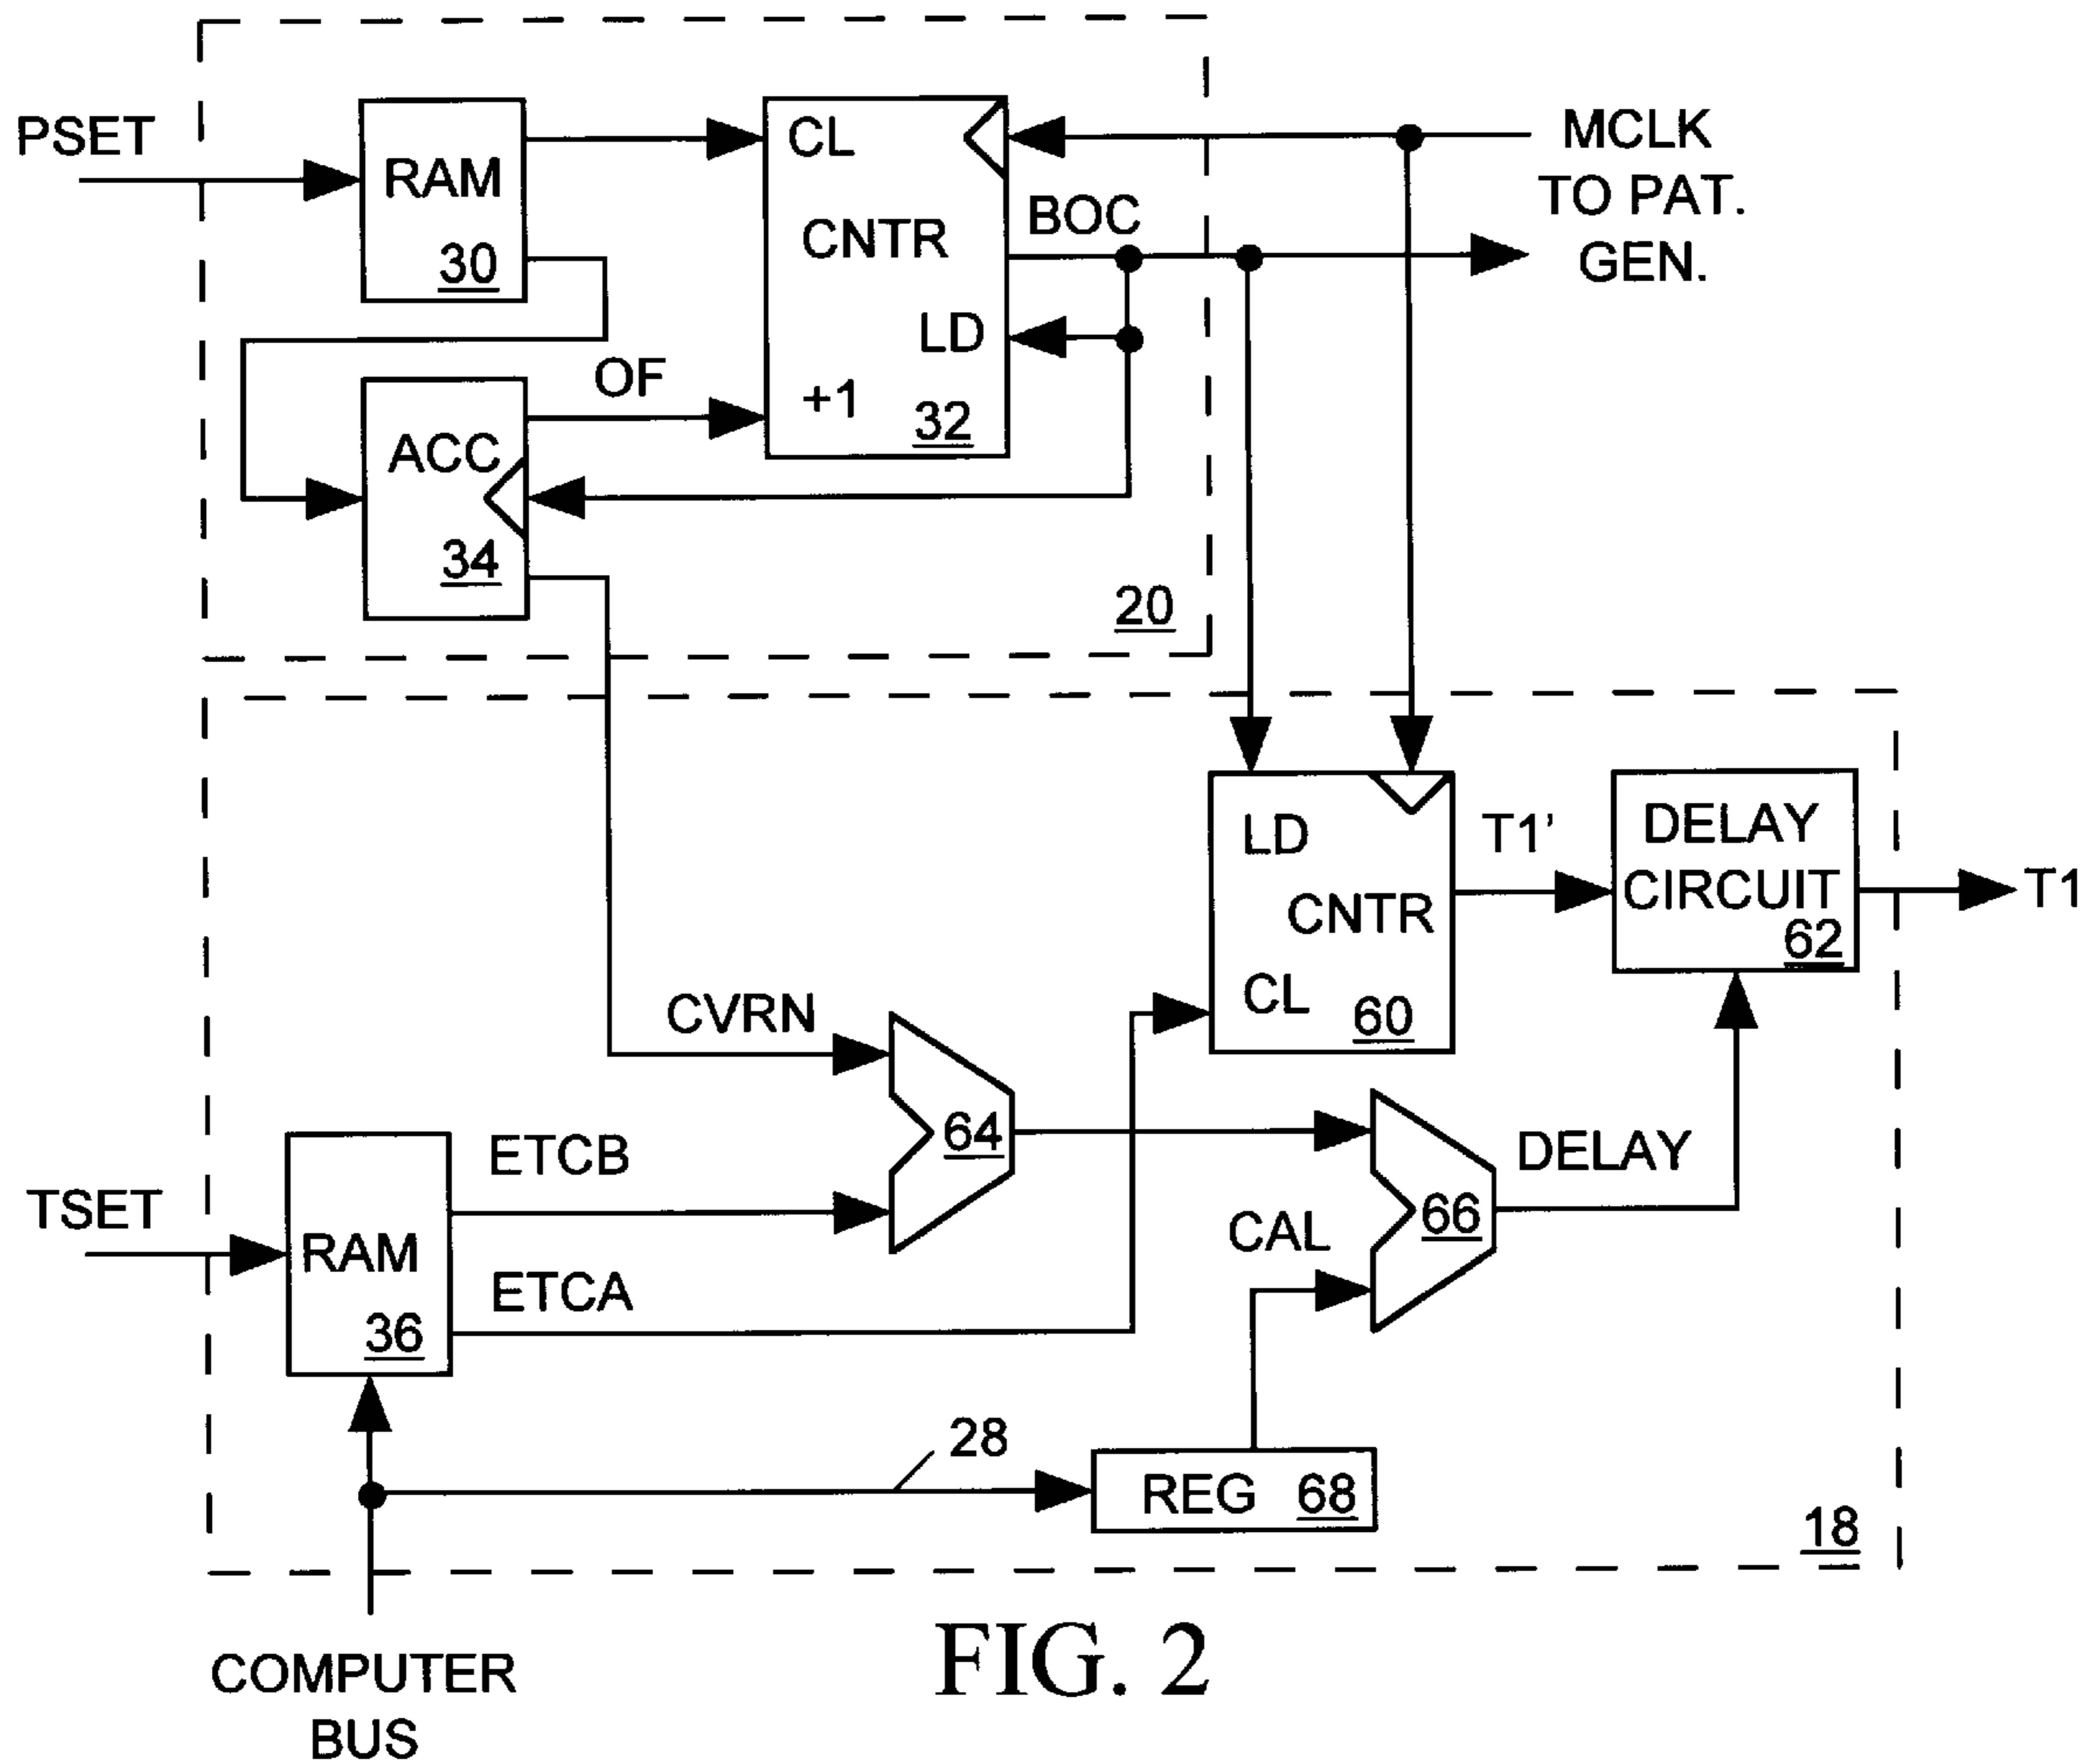 PSET
RAM
30
CL
CNTR
LD
+1
32
BOC
MCLK
TO PAT.
GEN.
OF
ACC
34
20
LD
CNTR
CL
60
T1’
DELAY
CIRCUIT
62
T1
CVRN
64
ETCB
TSET
RAM
36
ETCA
DELAY
66
CAL
28
REG 68
18
COMPUTER
BUS
FIG. 2